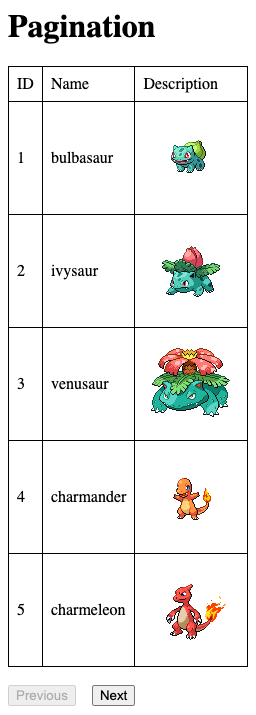 Pagination
ID Name Description
1 bulbasaur
2 ivysaur
3 venusaur
4 charmander
5 charmeleon
Previous Next